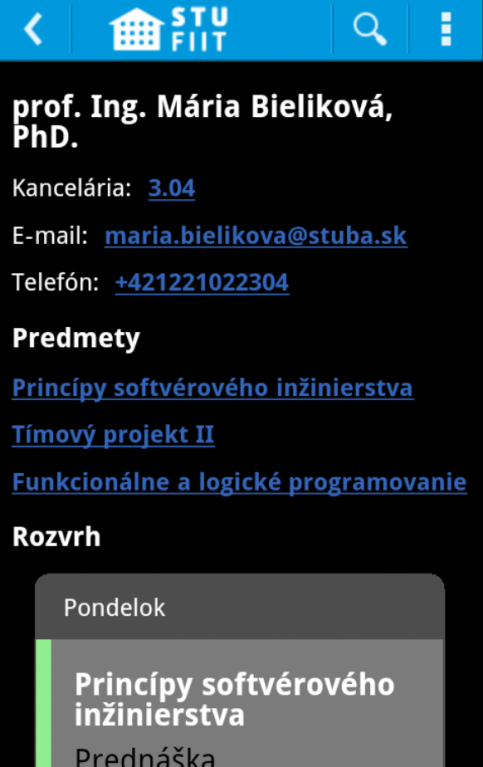 STU
FIIT
prof. Ing. Mária Bieliková,
PhD.
Kancelária: 3.04
E-mail: maria.bielikova@stuba.sk
Telefón: +421221022304
Predmety
Princípy softvérového inžinierstva
Tímový projekt II
Funkcionálne a logické programovanie
Rozvrh
Pondelok
Princípy softvérového
inžinierstva
Prednáška